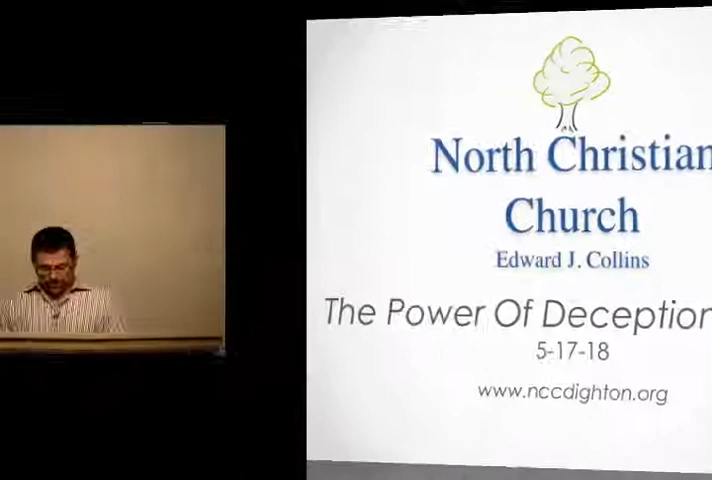 North Christian
Church
Edward J. Collins
The Power Of Deception
5-17-18
www.nccdighton.org